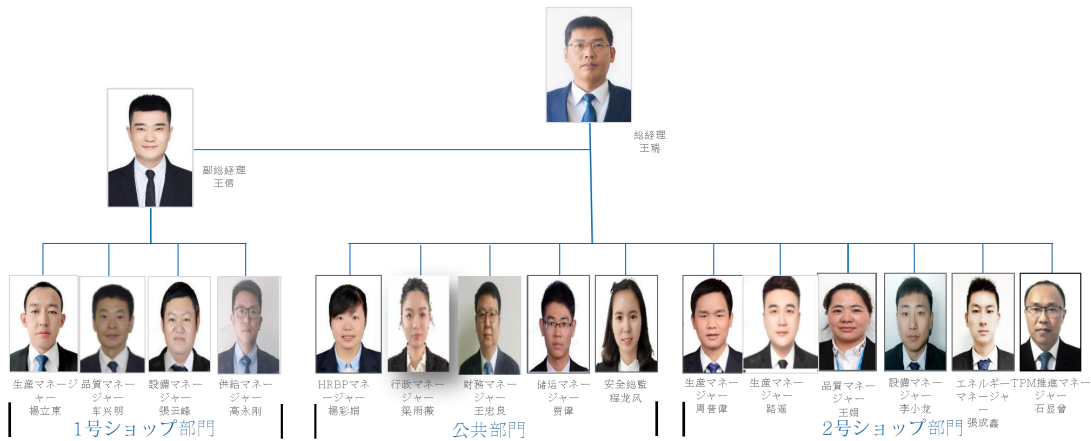 総経理
王瑞
副総経理
王信
生産マネージ
ャー
楊立東
品質マネー
ジャー
车兴明
設備マネー
ジャー
張云峰
供給マネー
ジャー
高永刚
HRBPマネ
ージャー
楊彩娟
行政マネー
ジャー
梁雨薇
財務マネー
ジャー
王忠良
储运マネー
ジャー
贾偉
安全総監
程龙凤
生産マネー
ジャー
周晋偉
生産マネー
ジャー
路遥
品質マネー
ジャー
王娟
設備マネー
ジャー
李小龙
エネルギー
マネージャ
ー
張成鑫
TPM推進マネー
ジャー
石显曾
1号ショップ部門
公共部門
2号ショップ部門